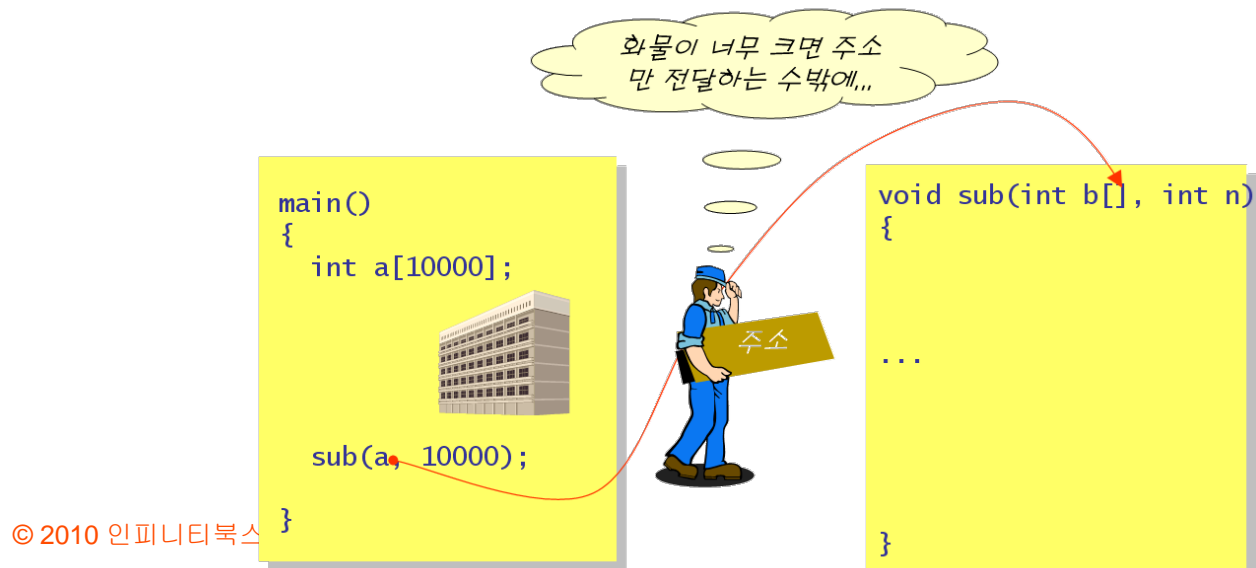 화물이 너무 크면 주소
만 전달하는 수밖에...
main()
{
int a[10000];
sub(a, 10000);
}
주소
void sub(int b[], int n)
{
...
}
© 2010 인피니티북스